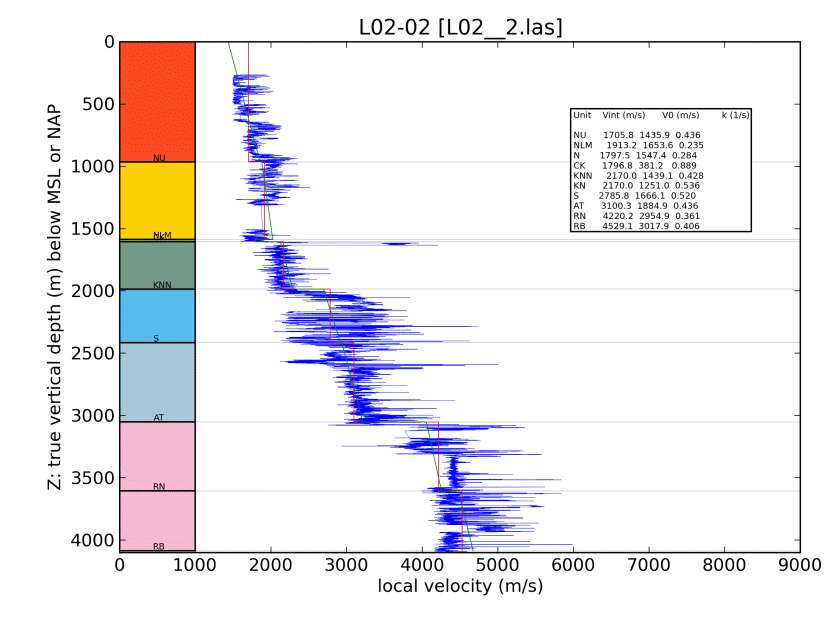 L02-02 [L02__2.las]
Z: true vertical depth (m) below MSL or NAP
0
500
1000
1500
2000
2500
3000
3500
4000
NU
NLM
KNN
S
AT
RN
RB
Unit Vint (m/s) V0 (m/s) k (1/s)
NU 1705.8 1435.9 0.436
NLM 1913.2 1653.6 0.235
N 1797.5 1547.4 0.284
CK 1796.8 381.2 0.889
KNN 2170.0 1439.1 0.428
KN 2170.0 1251.0 0.536
S 2785.8 1666.1 0.520
AT 3100.3 1884.9 0.436
RN 4220.2 2954.9 0.361
RB 4529.1 3017.9 0.406
0 1000 2000 3000 4000 5000 6000 7000 8000 9000
local velocity (m/s)